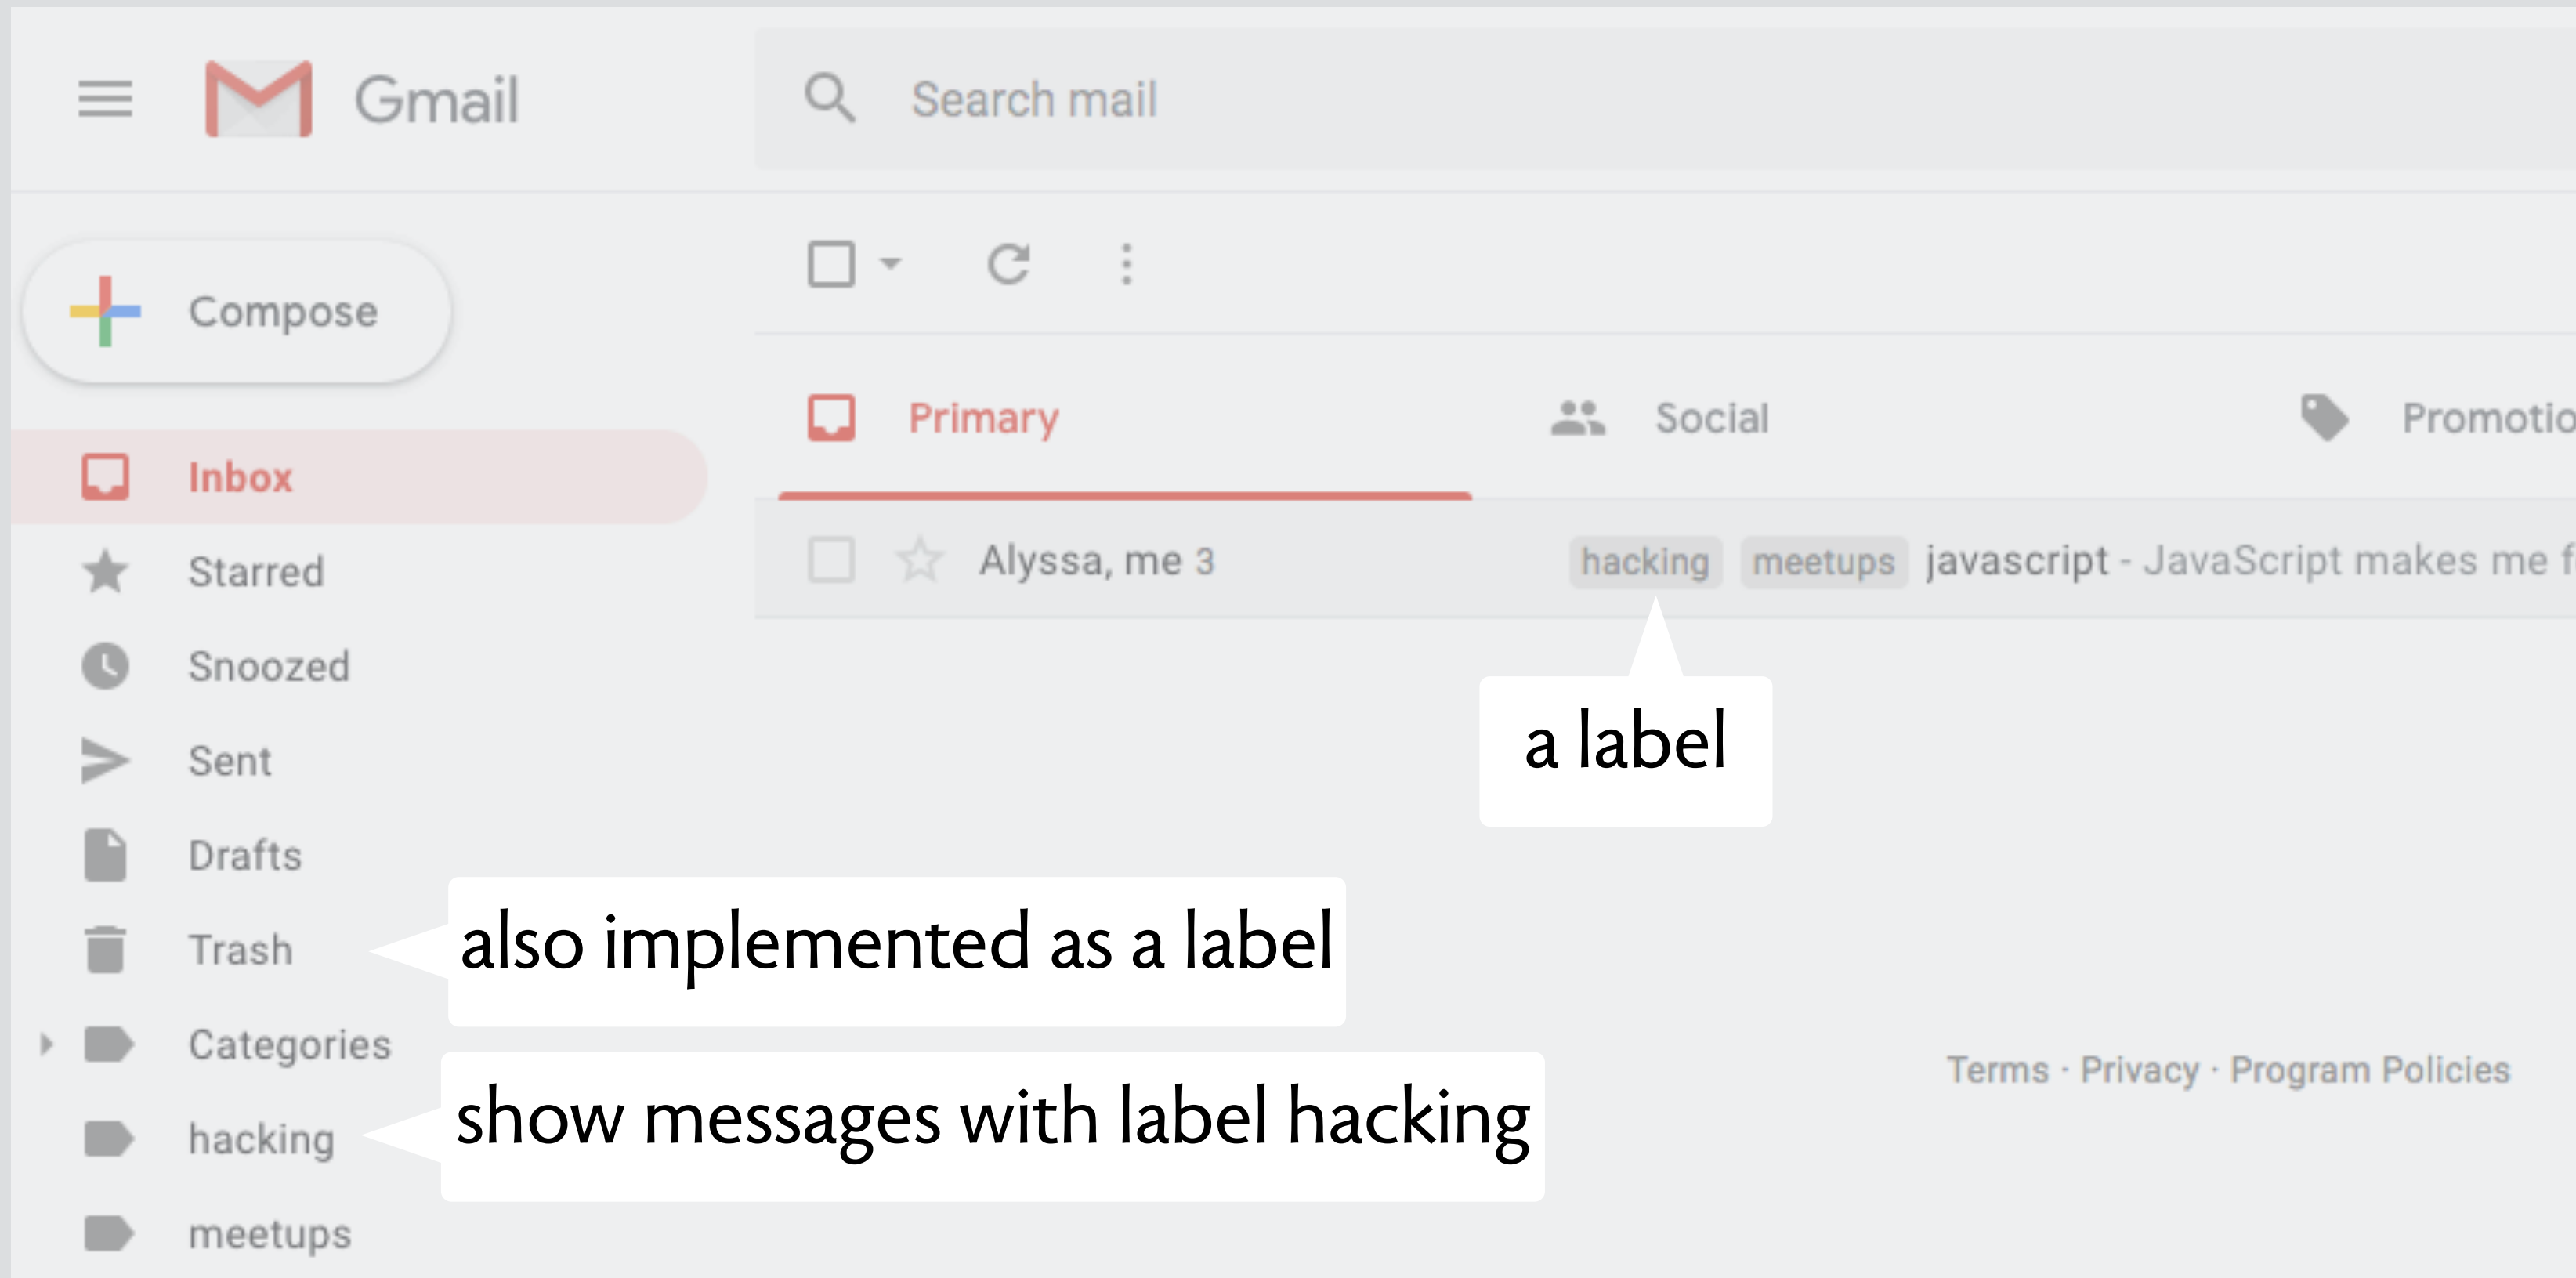 Gmail
Search mail
Compose
Primary
Social
Promotio
Inbox
Alyssa, me 3
hacking meetups javascript - JavaScript makes me f
Starred
Snoozed
a label
Sent
Drafts
Trash
also implemented as a label
Categories
Terms · Privacy · Program Policies
hacking
show messages with label hacking
meetups